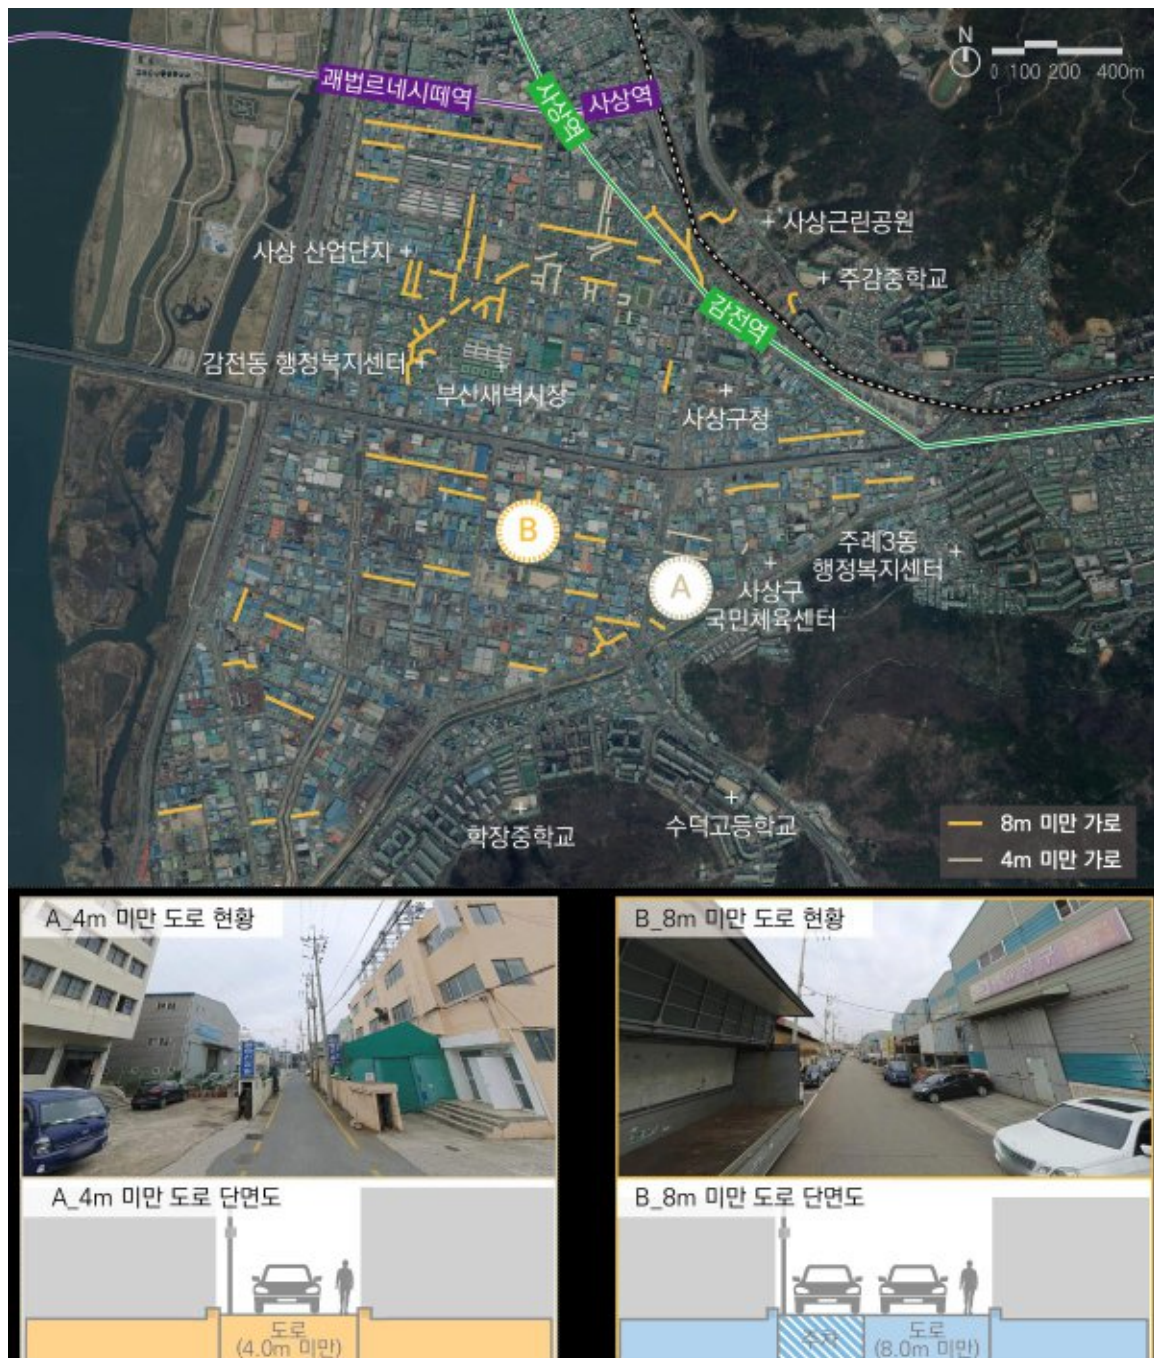 N
0 100 200 400m
괘법르네시떼역
사상역
사상역
사상근린공원
사상 산업단지
주감중학교
감전역
감전동 행정복지센터
부산새벽시장
사상구청
B
주례3동
행정복지센터
A
사상구
국민체육센터
학장중학교
수덕고등학교
8m 미만 가로
4m 미만 가로
A_4m 미만 도로 현황
B_8m 미만 도로 현황
A_4m 미만 도로 단면도
B_8m 미만 도로 단면도
도로
(4.0m 미만)
주차
도로
(8.0m 미만)